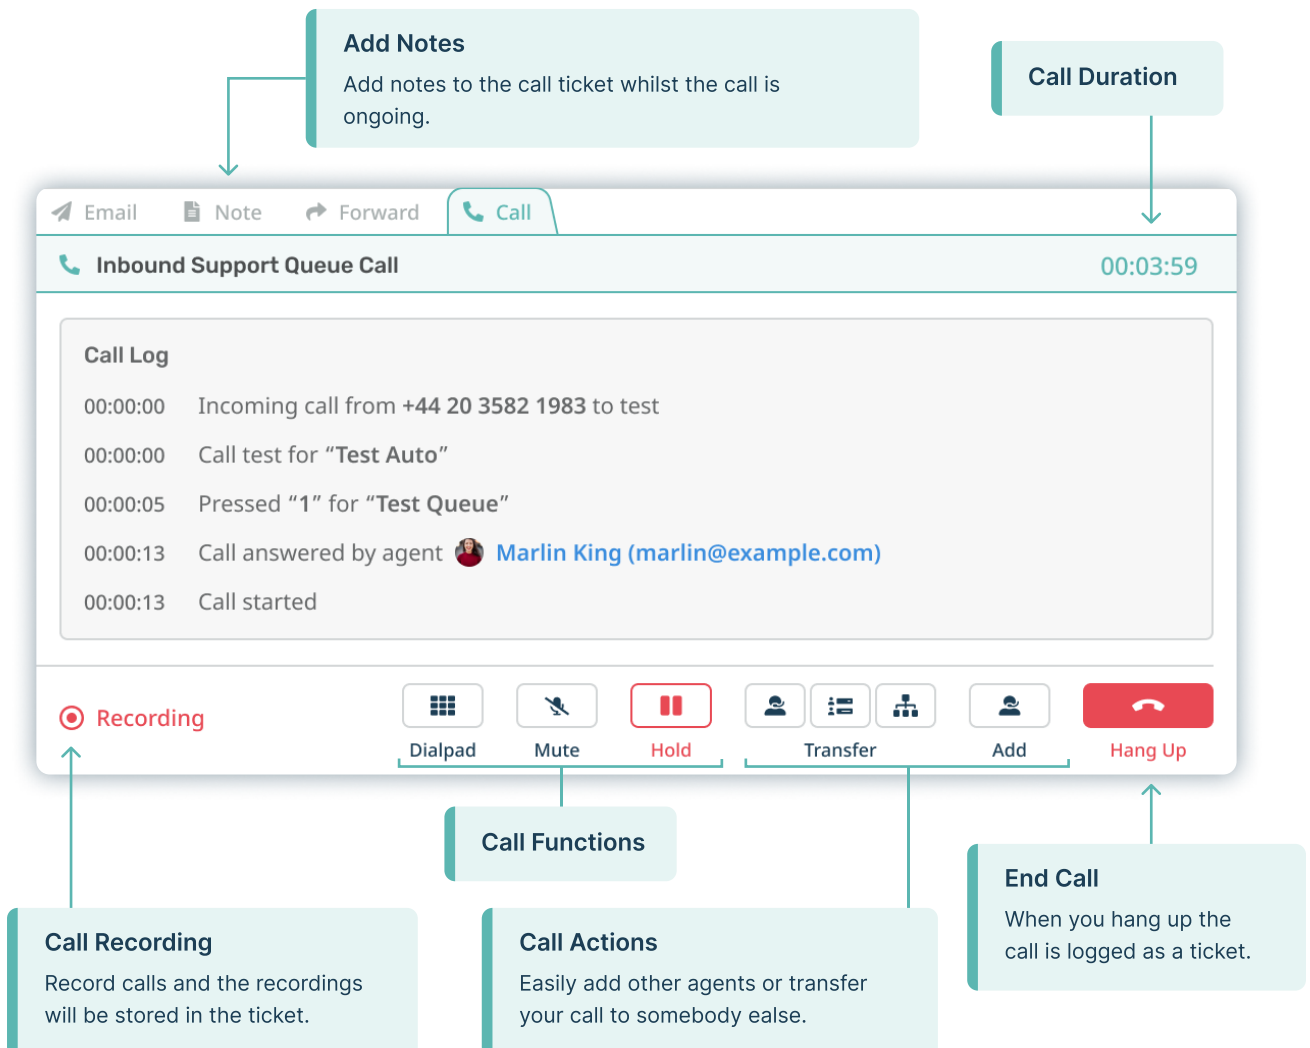 Add Notes
Add notes to the call ticket whilst the call is
ongoing.
Call Duration
Email Note Forward Call
Inbound Support Queue Call 00:03:59
Call Log
00:00:00 Incoming call from +44 20 3582 1983 to test
00:00:00 Call test for “Test Auto”
00:00:05 Pressed “1” for “Test Queue”
00:00:13 Call answered by agent Marlin King (marlin@example.com)
00:00:13 Call started
Recording
Dialpad Mute Hold Transfer Add Hang Up
Call Functions
End Call
When you hang up the
call is logged as a ticket.
Call Recording
Record calls and the recordings
will be stored in the ticket.
Call Actions
Easily add other agents or transfer
your call to somebody ealse.